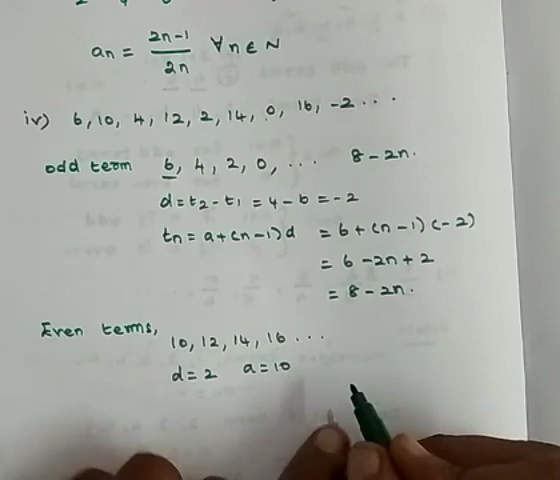 an = 2n-1 / 2n ∀n∈N
iv) 6, 10, 4, 12, 2, 14, 0, 16, -2 ...
odd term 6, 4, 2, 0, ... 8-2n.
d = t2 - t1 = 4 - 6 = -2
tn = a+(n-1)d = 6+(n-1)(-2)
= 6 -2n + 2
= 8 - 2n.
Even terms,
10, 12, 14, 16 ...
d = 2 a = 10